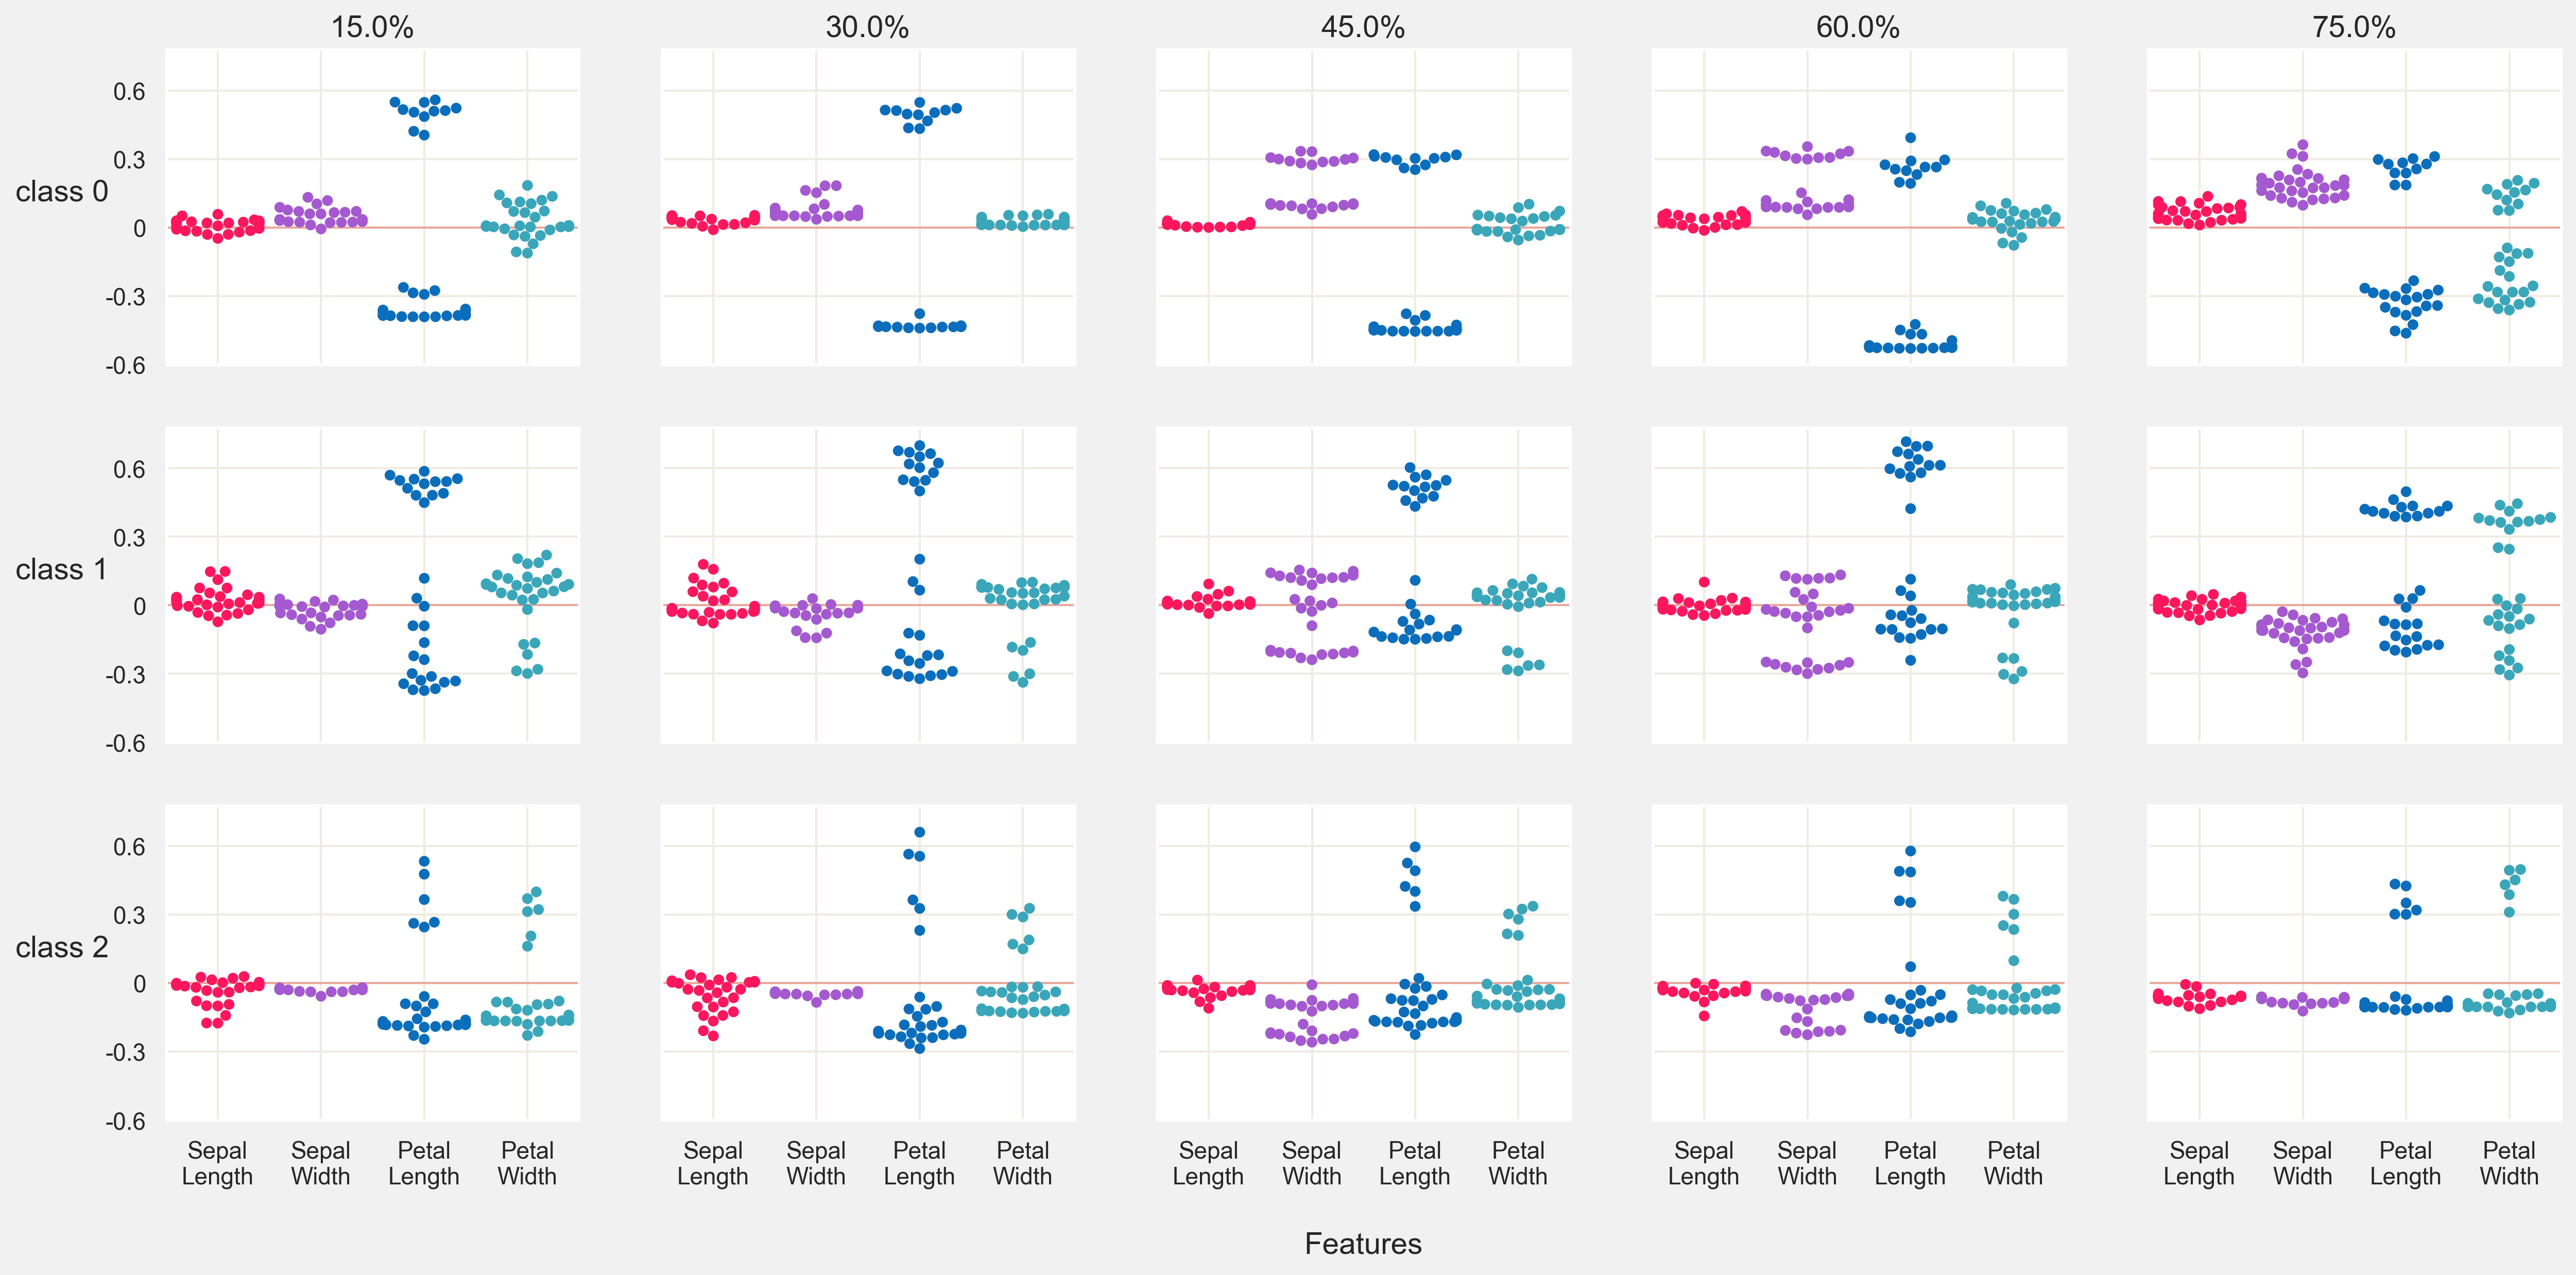 15.0% 30.0% 45.0% 60.0% 75.0%
0.6
0.3
class 0
0
-0.3
-0.6
0.6
0.3
class 1
0
-0.3
-0.6
0.6
0.3
class 2
0
-0.3
-0.6
Sepal Sepal Petal Petal Sepal Sepal Petal Petal Sepal Sepal Petal Petal Sepal Sepal Petal Petal Sepal Sepal Petal Petal
Length Width Length Width Length Width Length Width Length Width Length Width Length Width Length Width Length Width Length Width
Features